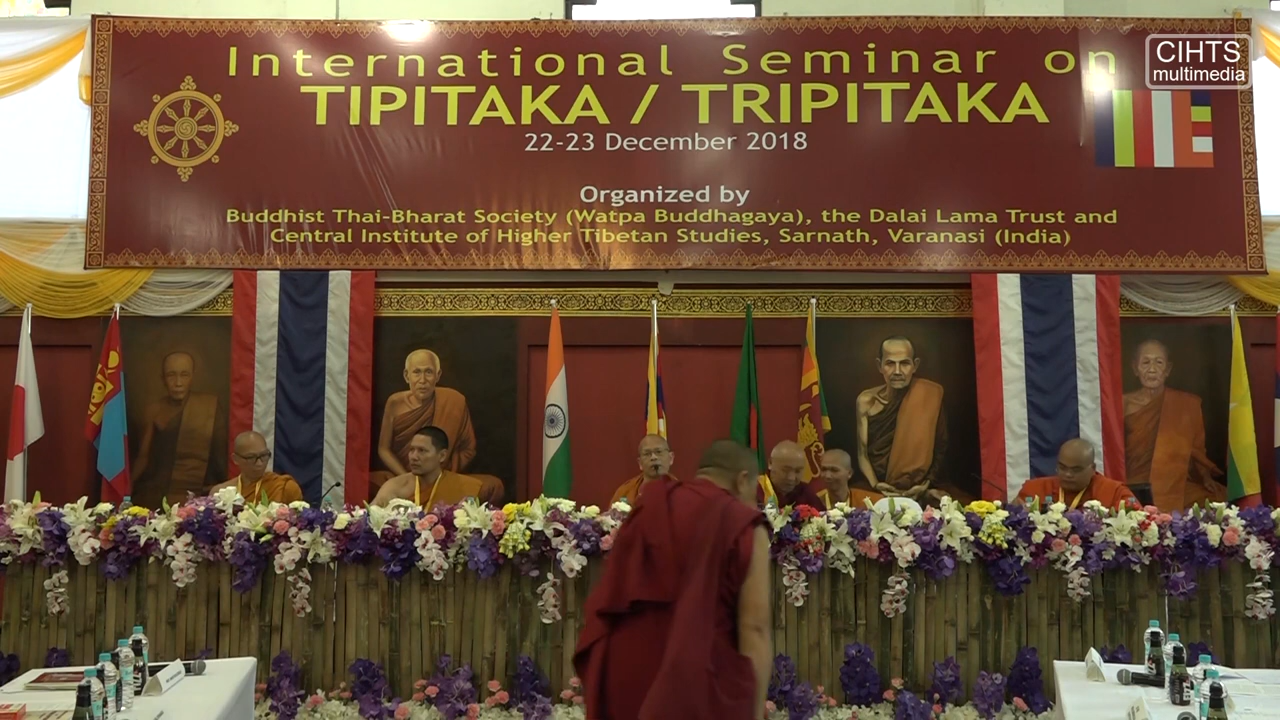 CIHTS
multimedia
International Seminar on
TIPITAKA / TRIPITAKA
22-23 December 2018
Organized by
Buddhist Thai-Bharat Society (Watpa Buddhagaya), the Dalai Lama Trust and
Central Institute of Higher Tibetan Studies, Sarnath, Varanasi (India)